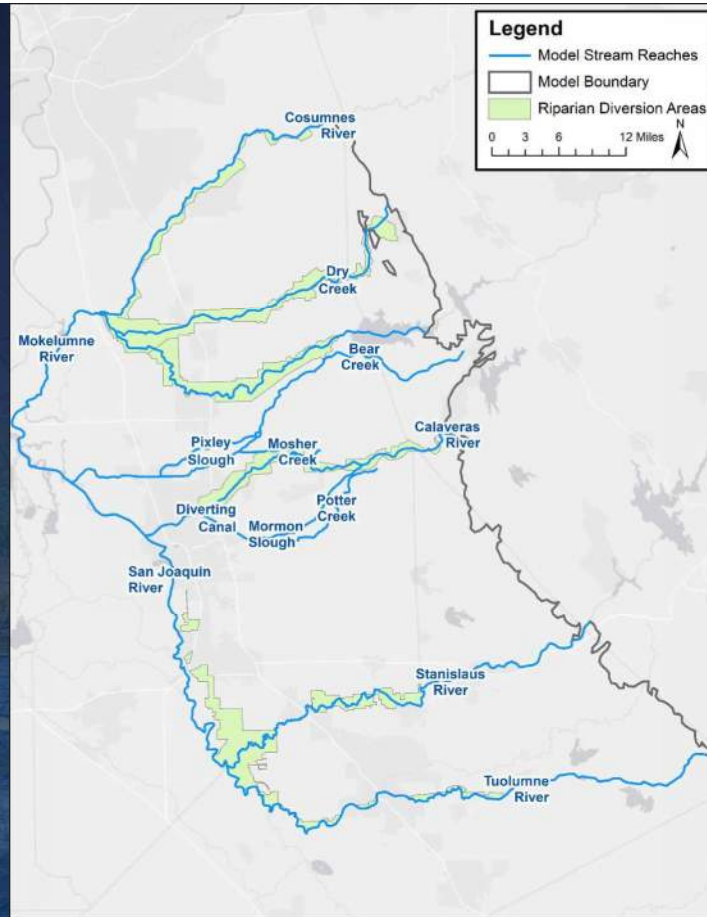 Legend
Model Stream Reaches
Model Boundary
Riparian Diversion Areas
N
0 3 6 12 Miles
Cosumnes
River
Dry
Creek
Mokelumne
River
Bear
Creek
Calaveras
River
Pixley
Slough
Mosher
Creek
Diverting
Canal
Mormon
Slough
Potter
Creek
San Joaquin
River
Stanislaus
River
Tuolumne
River